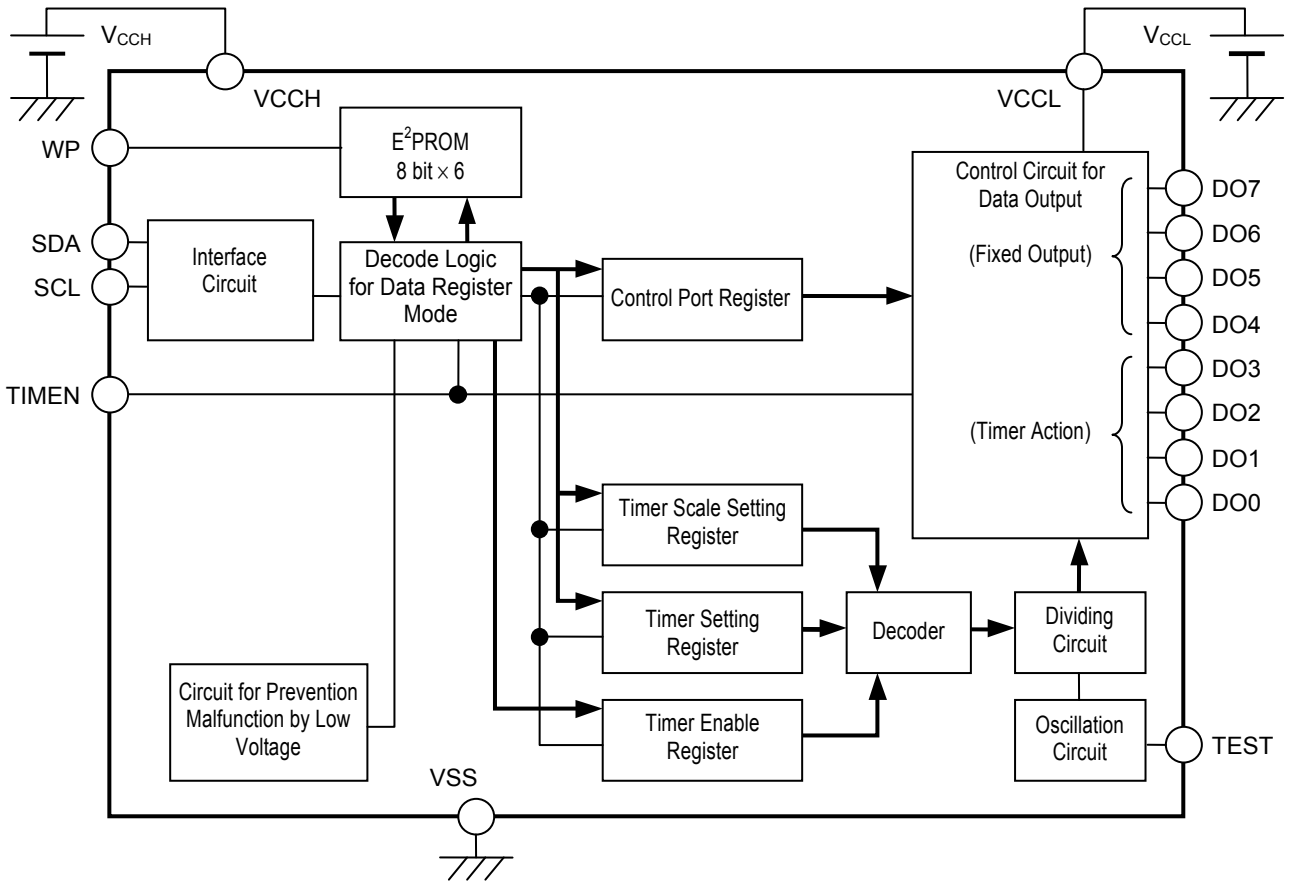 VCCH
VCCL
VCCH
VCCL
WP
E²PROM
8 bit × 6
Control Circuit for
Data Output
(Fixed Output)
(Timer Action)
DO7
DO6
DO5
DO4
DO3
DO2
DO1
DO0
SDA
SCL
Interface
Circuit
Decode Logic
for Data Register
Mode
Control Port Register
TIMEN
Timer Scale Setting
Register
Timer Setting
Register
Decoder
Dividing
Circuit
Circuit for Prevention
Malfunction by Low
Voltage
Timer Enable
Register
Oscillation
Circuit
TEST
VSS